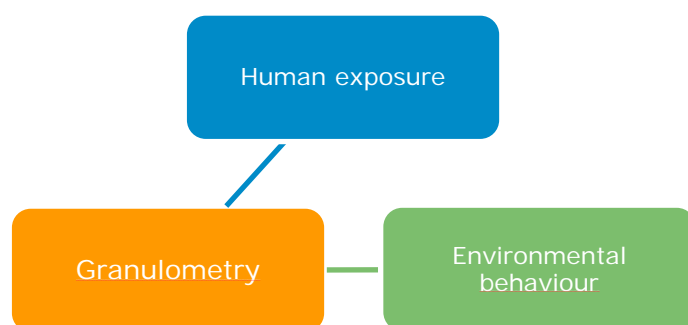 Human exposure
Granulometry
Environmental
behaviour